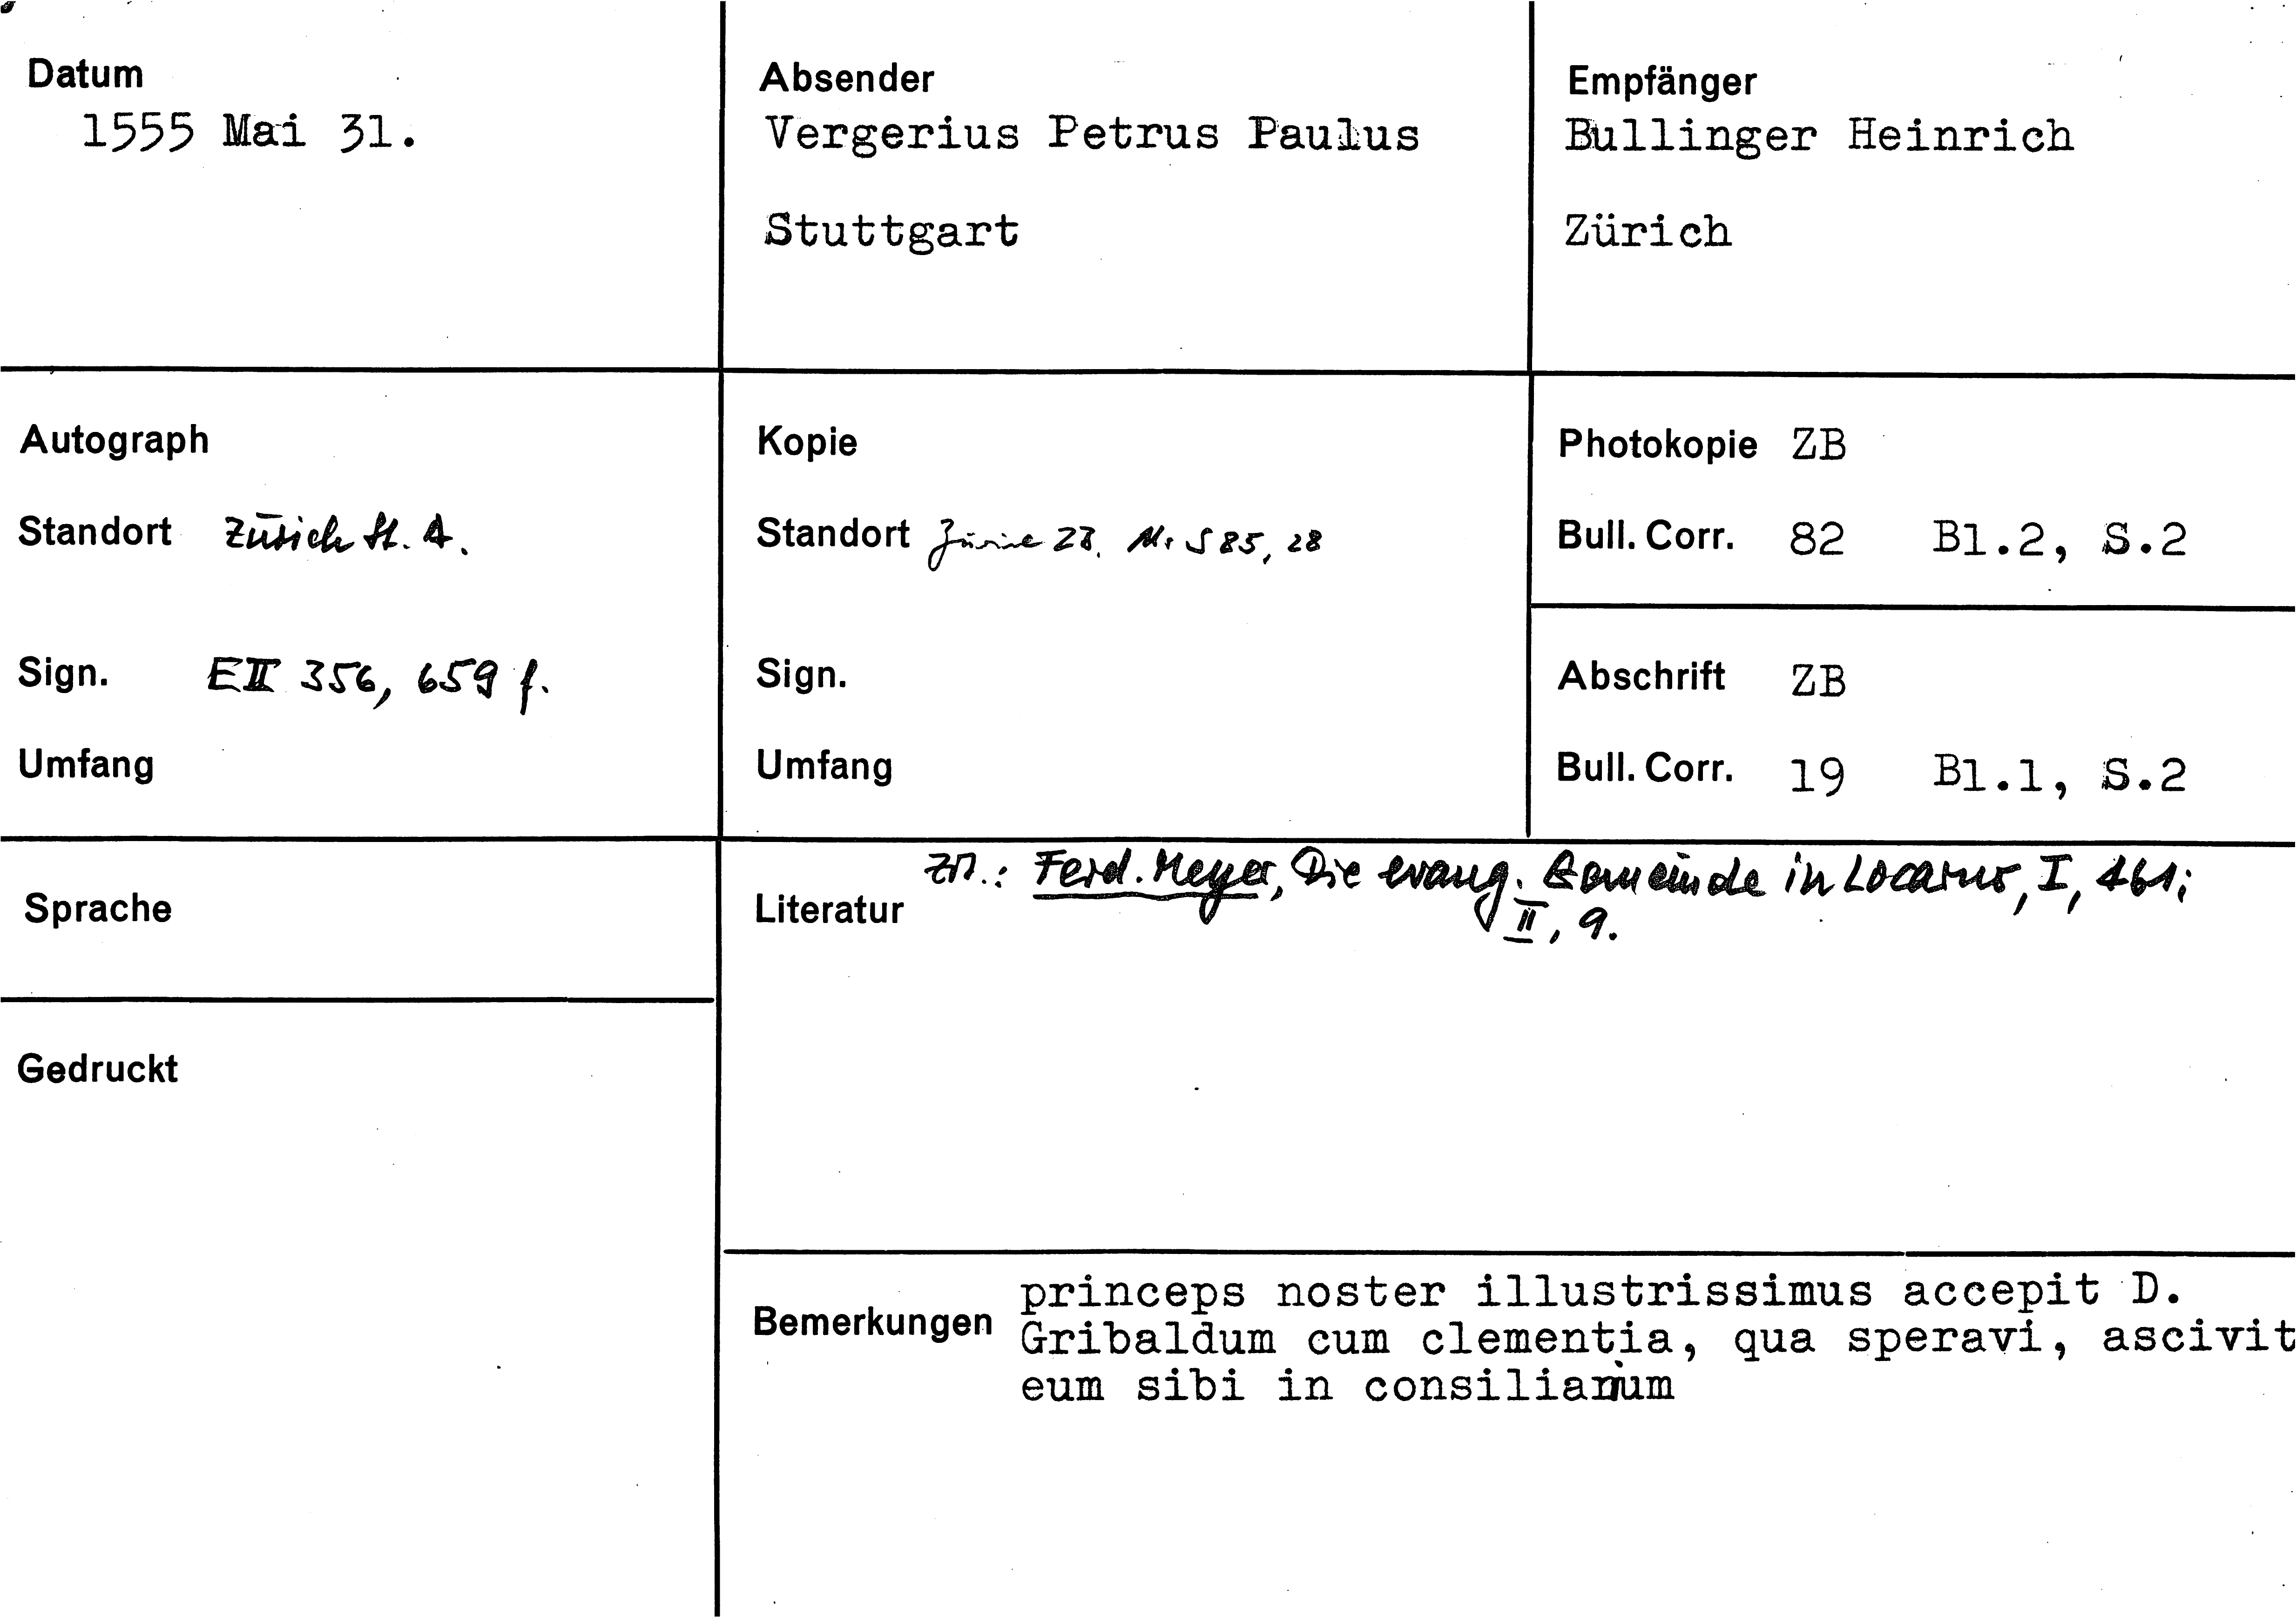 Datum
1555 Mai 31.
Absender
Vergerius Petrus Paulus
Stuttgart
Empfänger
Bullinger Heinrich
Zürich
Autograph
Standort Zürich St. A.
Sign. EII 356, 659 f.
Umfang
Kopie
Standort Zürich ZB. Ms S 85, 28
Sign.
Umfang
Photokopie ZB
Bull. Corr. 82 Bl.2, S.2
Abschrift ZB
Bull. Corr. 19 Bl.1, S.2
Sprache
Gedruckt
Literatur
Ferd. Meyer, Die evang. Gemeinde in Locarno, I, 461;
II, 9.
Bemerkungen
princeps noster illustrissimus accepit D.
Gribaldum cum clementia, qua speravi, ascivit
eum sibi in consiliarium